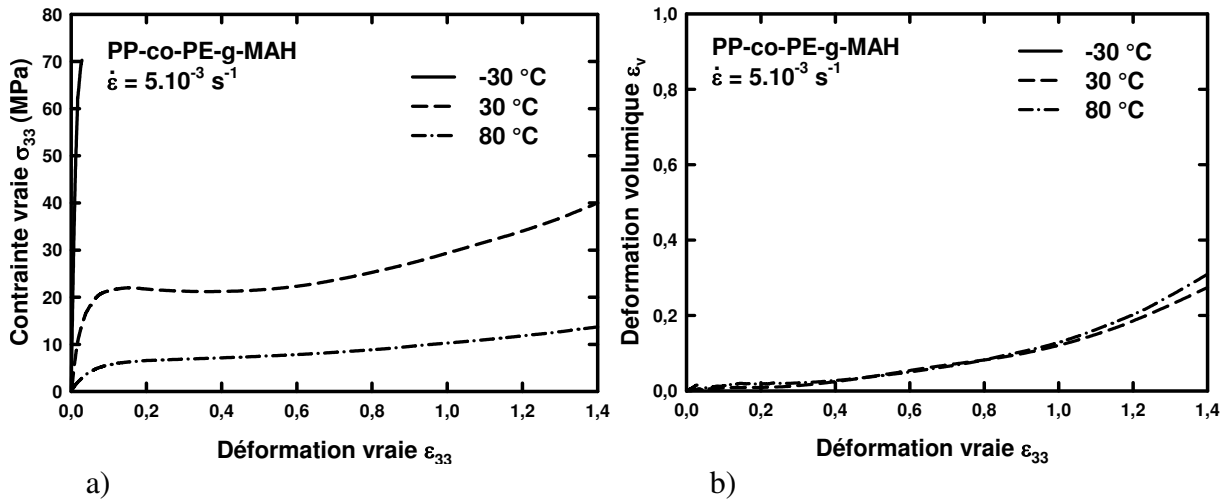 PP-co-PE-g-MAH
ε̇ = 5.10⁻³ s⁻¹
-30 °C
30 °C
80 °C
Contrainte vraie σ₃₃ (MPa)
80
70
60
50
40
30
20
10
0
0,0 0,2 0,4 0,6 0,8 1,0 1,2 1,4
Déformation vraie ε₃₃
a)
PP-co-PE-g-MAH
ε̇ = 5.10⁻³ s⁻¹
-30 °C
30 °C
80 °C
Deformation volumique εᵥ
1,0
0,8
0,6
0,4
0,2
0,0
0,0 0,2 0,4 0,6 0,8 1,0 1,2 1,4
Déformation vraie ε₃₃
b)